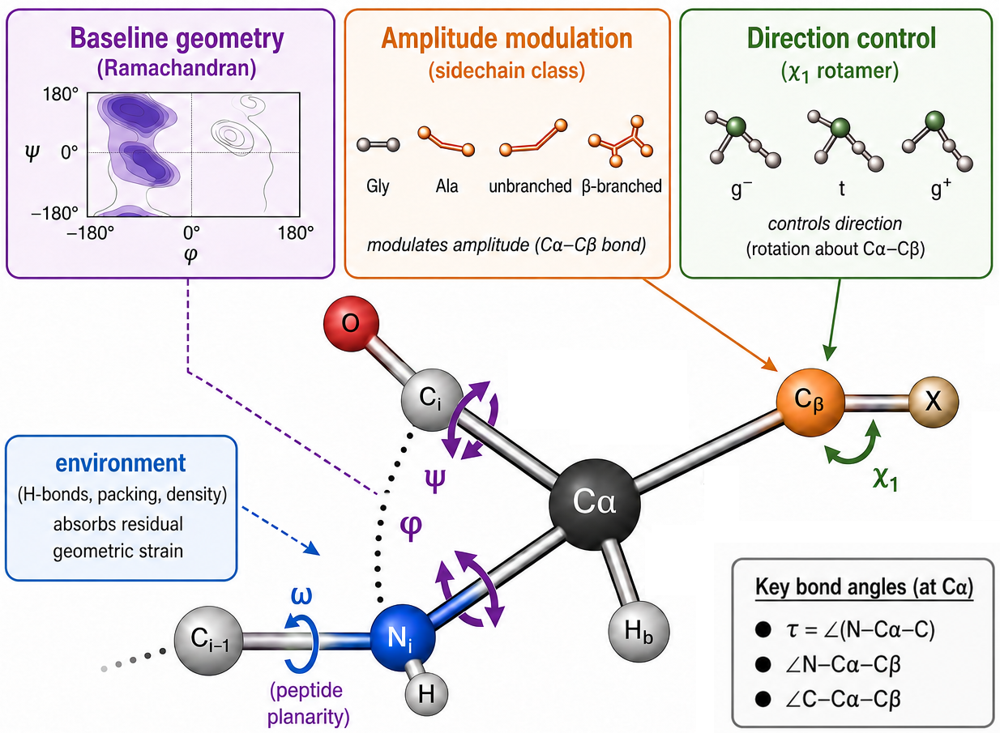 Baseline geometry
(Ramachandran)
180°
ψ
0°
−180°
−180°
0°
180°
φ
Amplitude modulation
(sidechain class)
Gly
Ala
unbranched
β-branched
modulates amplitude (Cα−Cβ bond)
Direction control
(χ₁ rotamer)
g⁻
t
g⁺
controls direction
(rotation about Cα−Cβ)
O
Cᵢ
ψ
φ
Cα
Cᵦ
X
χ₁
environment
(H-bonds, packing, density)
absorbs residual
geometric strain
ω
Cᵢ₋₁
Nᵢ
H
H_b
(peptide
planarity)
Key bond angles (at Cα)
● τ = ∠(N−Cα−C)
● ∠N−Cα−Cβ
● ∠C−Cα−Cβ